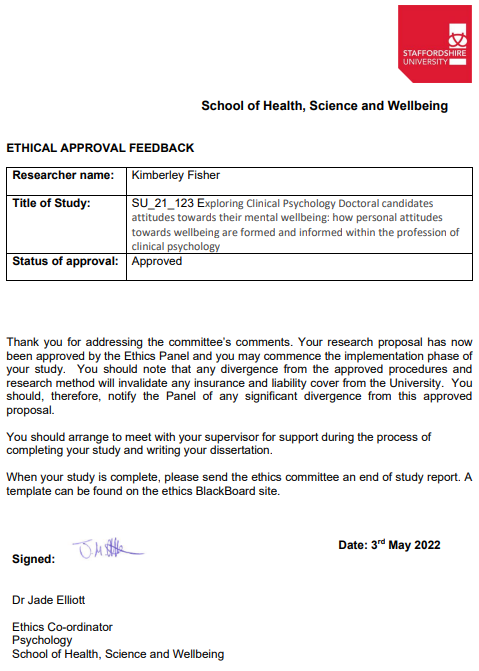 STAFFORDSHIRE
UNIVERSITY
School of Health, Science and Wellbeing
ETHICAL APPROVAL FEEDBACK
Researcher name: Kimberley Fisher
Title of Study: SU_21_123 Exploring Clinical Psychology Doctoral candidates
attitudes towards their mental wellbeing: how personal attitudes
towards wellbeing are formed and informed within the profession of
clinical psychology
Status of approval: Approved
Thank you for addressing the committee's comments. Your research proposal has now
been approved by the Ethics Panel and you may commence the implementation phase of
your study. You should note that any divergence from the approved procedures and
research method will invalidate any insurance and liability cover from the University. You
should, therefore, notify the Panel of any significant divergence from this approved
proposal.
You should arrange to meet with your supervisor for support during the process of
completing your study and writing your dissertation.
When your study is complete, please send the ethics committee an end of study report. A
template can be found on the ethics BlackBoard site.
Date: 3rd May 2022
Signed:
Dr Jade Elliott
Ethics Co-ordinator
Psychology
School of Health, Science and Wellbeing